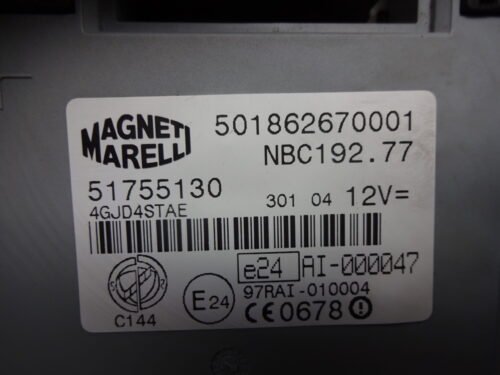 MAGNETI MARELLI
501862670001
NBC192.77
51755130
4GJD4STAE
301 04 12V=
e24 AI-000047
97RAI-010004
C144
E24
CE0678